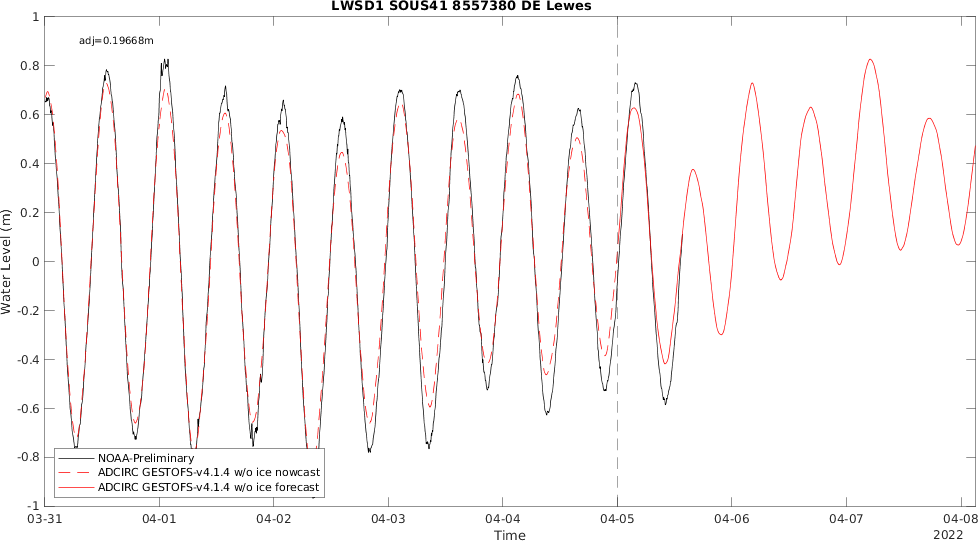 LWSD1 SOUS41 8557380 DE Lewes
adj=0.19668m
Water Level (m)
1
0.8
0.6
0.4
0.2
0
-0.2
-0.4
-0.6
-0.8
-1
NOAA-Preliminary
ADCIRC GESTOFS-v4.1.4 w/o ice nowcast
ADCIRC GESTOFS-v4.1.4 w/o ice forecast
03-31 04-01 04-02 04-03 04-04 04-05 04-06 04-07 04-08
Time
2022